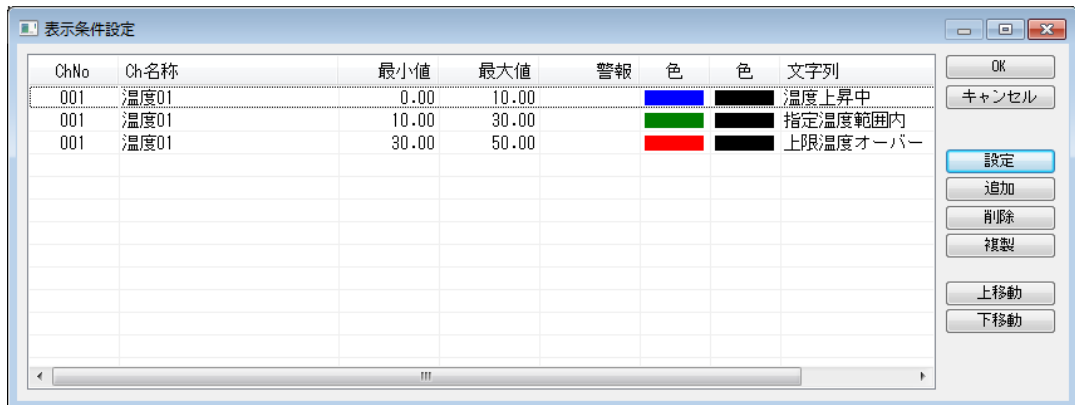 表示条件設定
ChNo Ch名称 最小値 最大値 警報 色 色 文字列
001 温度01 0.00 10.00 温度上昇中
001 温度01 10.00 30.00 指定温度範囲内
001 温度01 30.00 50.00 上限温度オーバー
OK
キャンセル
設定
追加
削除
複製
上移動
下移動